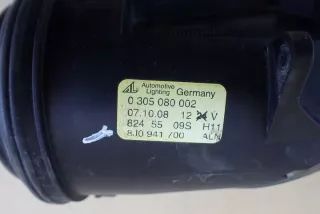 AL Automotive Lighting Germany
0 305 080 002
07.10.08 12 V
824 55 09S H11
8J0 941 700 ALN